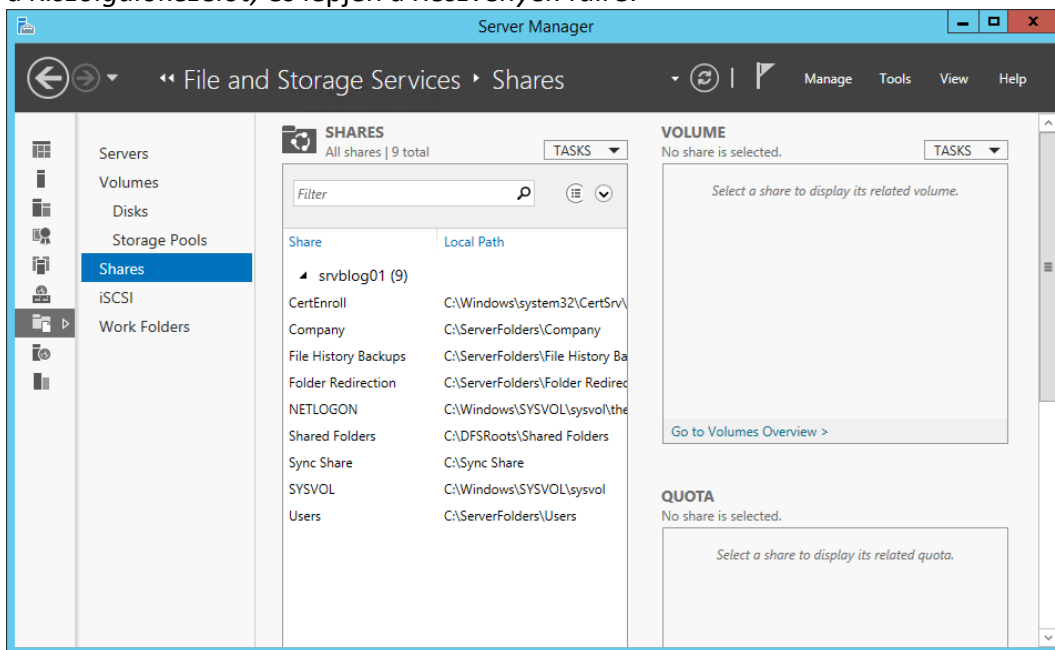 Server Manager
File and Storage Services ‣ Shares
Manage Tools View Help
Servers
Volumes
Disks
Storage Pools
Shares
iSCSI
Work Folders
SHARES
All shares | 9 total
TASKS
Filter
Share Local Path
srvblog01 (9)
CertEnroll C:\Windows\system32\CertSrv\
Company C:\ServerFolders\Company
File History Backups C:\ServerFolders\File History Ba
Folder Redirection C:\ServerFolders\Folder Redirec
NETLOGON C:\Windows\SYSVOL\sysvol\the
Shared Folders C:\DFSRoots\Shared Folders
Sync Share C:\Sync Share
SYSVOL C:\Windows\SYSVOL\sysvol
Users C:\ServerFolders\Users
VOLUME
No share is selected.
TASKS
Select a share to display its related volume.
Go to Volumes Overview >
QUOTA
No share is selected.
Select a share to display its related quota.